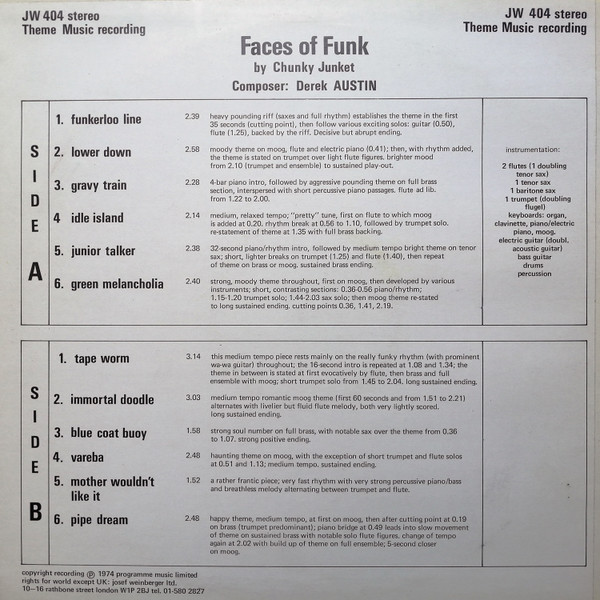 JW 404 stereo
Theme Music recording
JW 404 stereo
Theme Music recording
Faces of Funk
by Chunky Junket
Composer: Derek AUSTIN
SIDE A
1. funkerloo line 2.39 heavy pounding riff (saxes and full rhythm) establishes the theme in the first
35 seconds (cutting point), then follow various exciting solos: guitar (0.50),
flute (1.25), backed by the riff. Decisive but abrupt ending.
2. lower down 2.58 moody theme on moog, flute and electric piano (0.41); then, with rhythm added,
the theme is stated on trumpet over light flute figures. brighter mood
from 2.10 (trumpet and ensemble) to sustained play-out.
3. gravy train 2.28 4-bar piano intro, followed by aggressive pounding theme on full brass
section, interspersed with short percussive piano passages. flute ad lib.
from 1.22 to 2.00.
4 idle island 2.14 medium, relaxed tempo; "pretty" tune, first on flute to which moog
is added at 0.20. rhythm break at 0.56 to 1.10, followed by trumpet solo.
re-statement of theme at 1.35 with full brass backing.
5. junior talker 2.38 32-second piano/rhythm intro, followed by medium tempo bright theme on tenor
sax; short, lighter breaks on trumpet (1.25) and flute (1.40), then repeat
of theme on brass or moog. sustained brass ending.
6. green melancholia 2.40 strong, moody theme throughout, first on moog, then developed by various
instruments; short, contrasting sections: 0.36-0.56 piano/rhythm;
1.15-1.20 trumpet solo; 1.44-2.03 sax solo; then moog theme re-stated
to long sustained ending. cutting points 0.36, 1.41, 2.19.
instrumentation:
2 flutes (1 doubling
tenor sax)
1 tenor sax
1 baritone sax
1 trumpet (doubling
flugel)
keyboards: organ,
clavinette, piano/electric
piano, moog,
electric guitar (doubl.
acoustic guitar)
bass guitar
drums
percussion
SIDE B
1. tape worm 3.14 this medium tempo piece rests mainly on the really funky rhythm (with prominent
wa-wa guitar) throughout; the 16-second intro is repeated at 1.08 and 1.34; the
theme in between is stated at first evocatively by flute, then brass and full
ensemble with moog; short trumpet solo from 1.45 to 2.04. long sustained ending.
2. immortal doodle 3.03 medium tempo romantic moog theme (first 60 seconds and from 1.51 to 2.21)
alternates with livelier but fluid flute melody, both very lightly scored.
long sustained ending.
3. blue coat buoy 1.58 strong soul number on full brass, with notable sax over the theme from 0.36
to 1.07. strong positive ending.
4. vareba 2.48 haunting theme on moog, with the exception of short trumpet and flute solos
at 0.51 and 1.13; medium tempo, sustained ending.
5. mother wouldn't 1.52 a rather frantic piece; very fast rhythm with very strong percussive piano/bass
like it and breathless melody alternating between trumpet and flute.
6. pipe dream 2.48 happy theme, medium tempo, at first on moog, then after cutting point at 0.19
on brass (trumpet predominant); piano bridge at 0.49 leads into slow movement
of theme on sustained brass with notable solo flute figures. change of tempo
again at 2.02 with build up of theme on full ensemble; 5-second closer
on moog.
copyright recording ℗ 1974 programme music limited
rights for world except UK: josef weinberger ltd.
10—16 rathbone street london W1P 2BJ tel. 01-580 2827